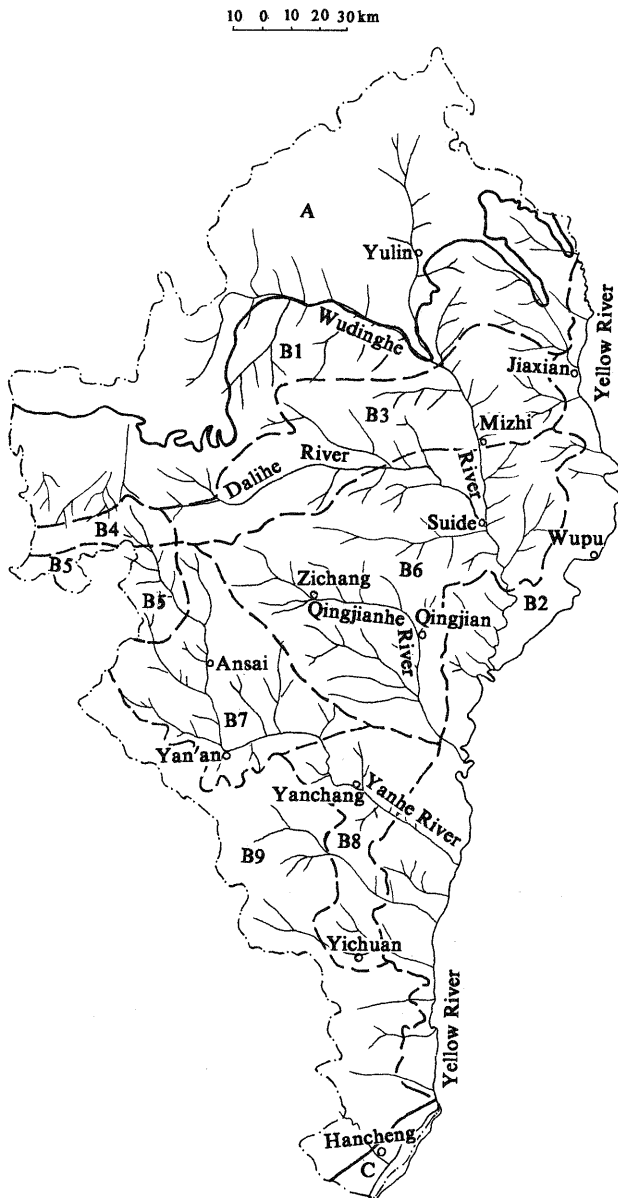 10 0 10 20 30 km
A
Yulin
Yellow River
Wudinghe
B1
Jiaxian
B3
Mizhi
River
Dalihe River
Suide
B4
Wupu
B5
B6
Zichang
B2
B5
Qingjianhe
Qingjian
River
Ansai
B7
Yan'an
Yanchang
Yanhe River
B8
B9
Yichuan
Yellow River
Hancheng
C